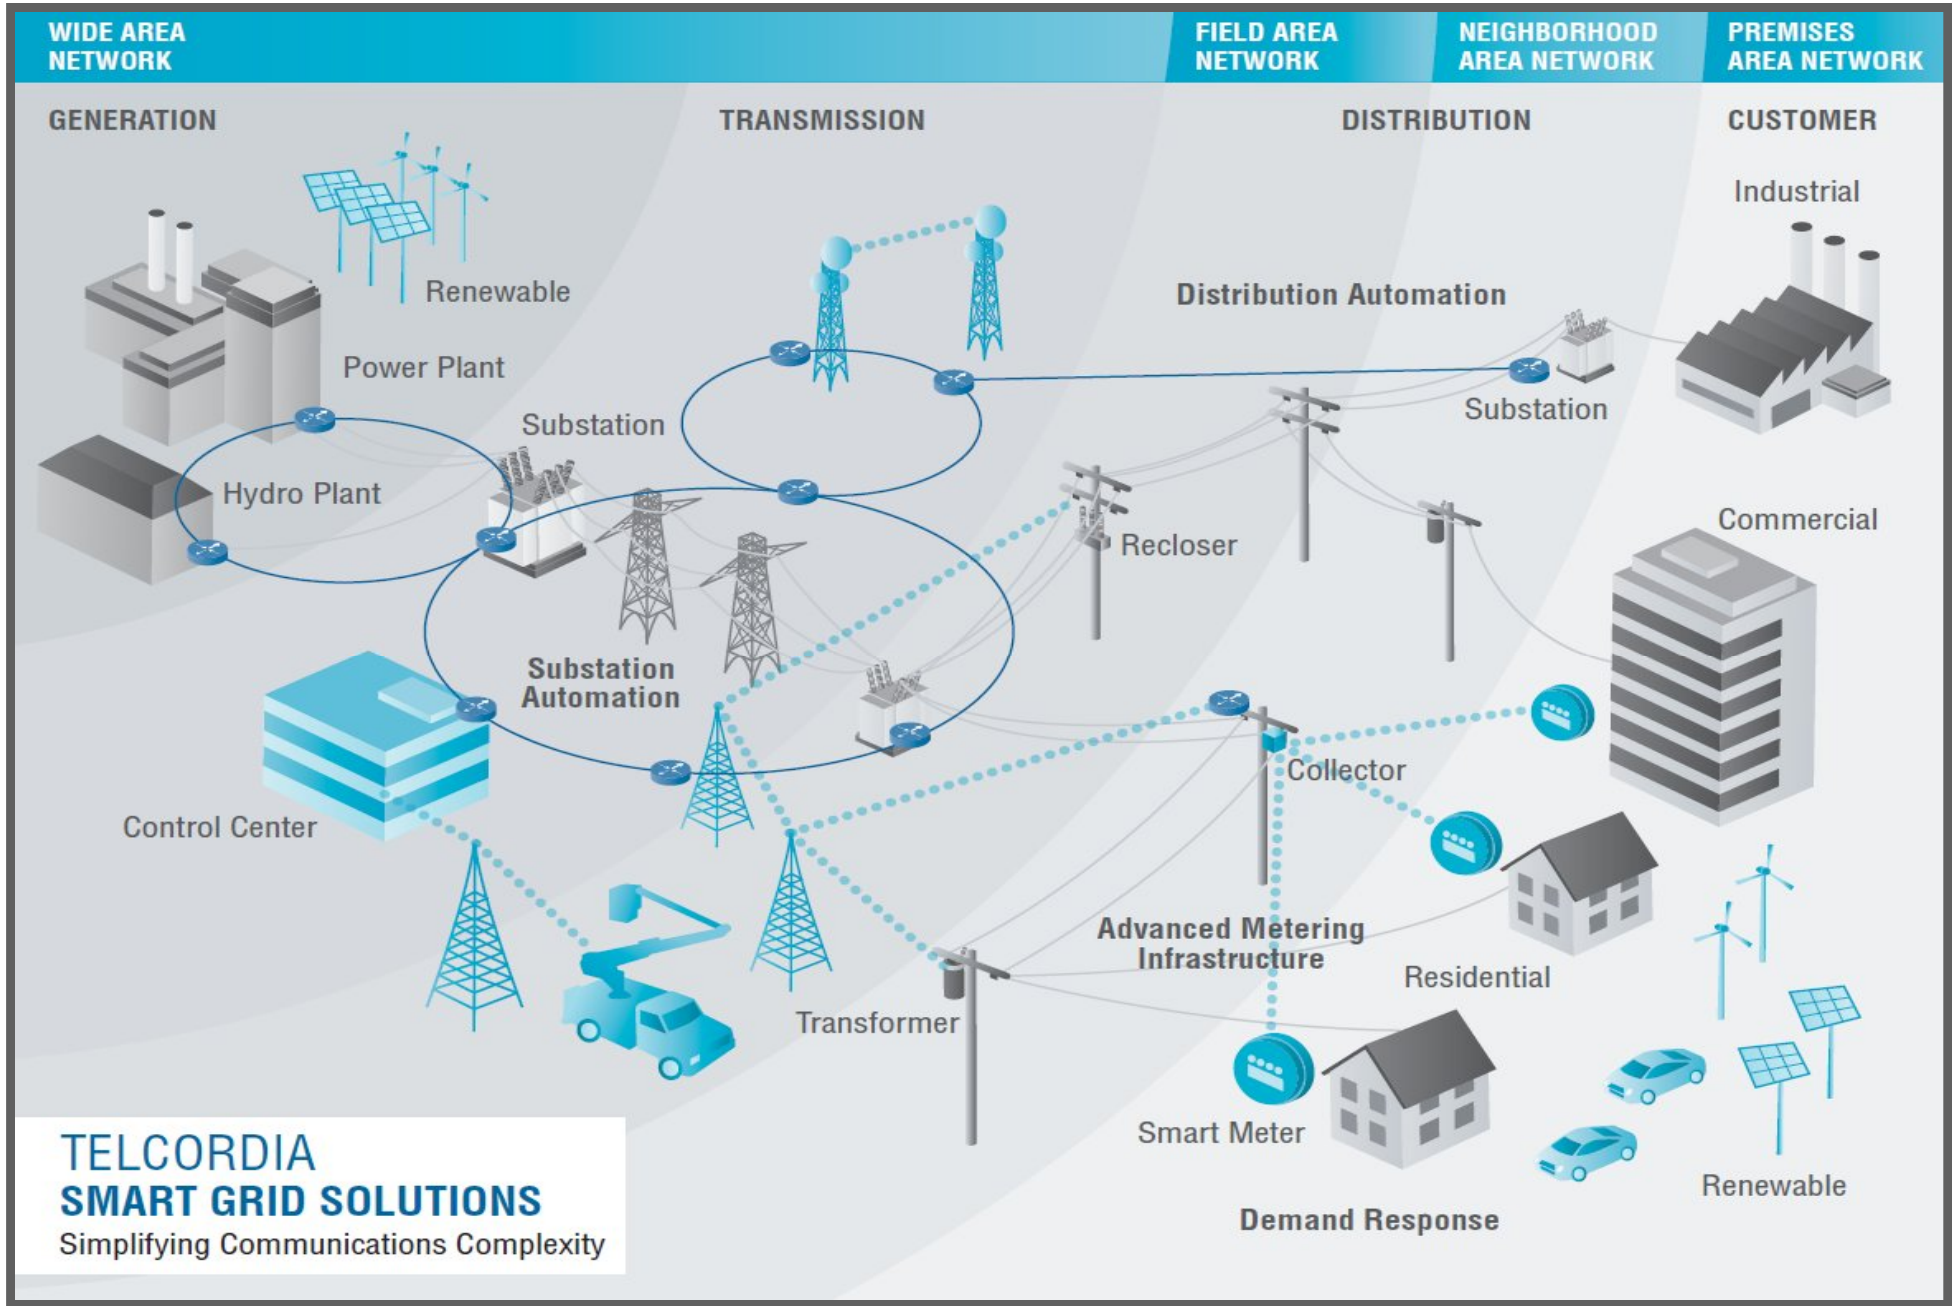 WIDE AREA
NETWORK
FIELD AREA
NETWORK
NEIGHBORHOOD
AREA NETWORK
PREMISES
AREA NETWORK
GENERATION
TRANSMISSION
DISTRIBUTION
CUSTOMER
Industrial
Renewable
Distribution Automation
Power Plant
Substation
Substation
Hydro Plant
Commercial
Recloser
Substation
Automation
Collector
Control Center
Advanced Metering
Infrastructure
Residential
Transformer
Smart Meter
Renewable
Demand Response
TELCORDIA
SMART GRID SOLUTIONS
Simplifying Communications Complexity